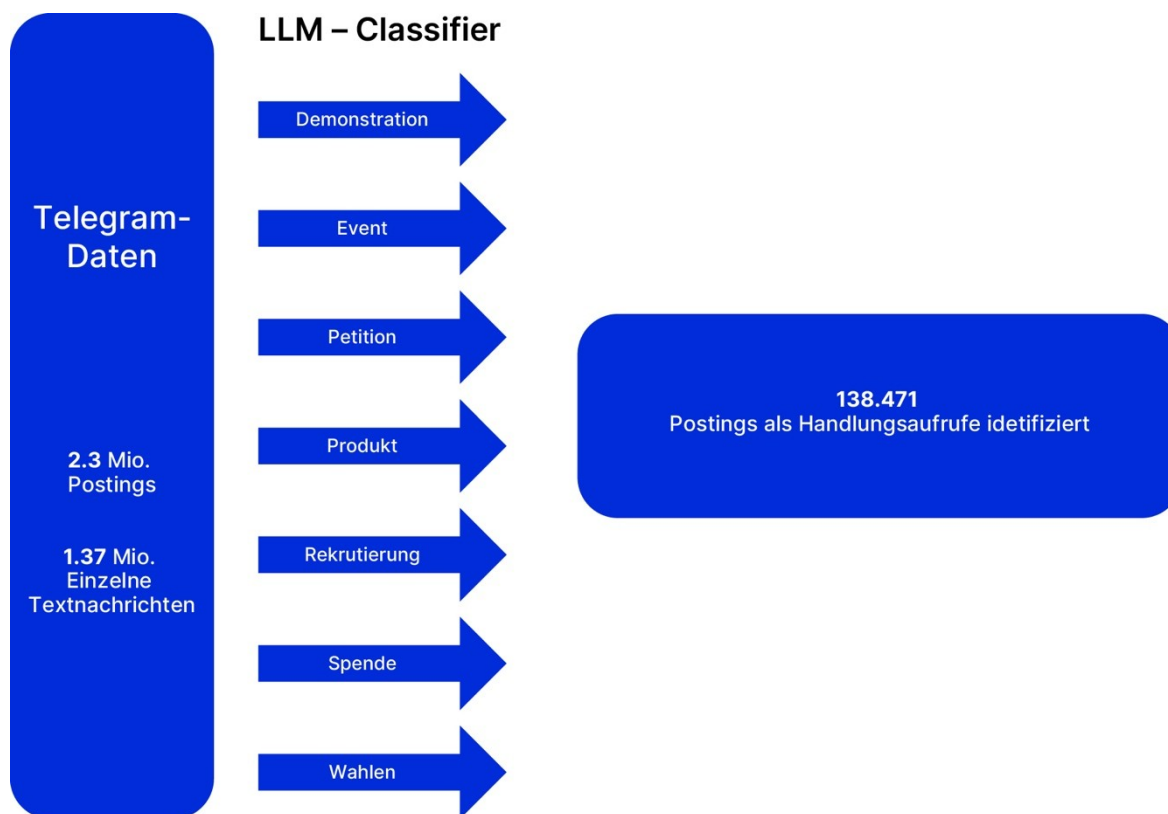 LLM – Classifier
Telegram-
Daten
2.3 Mio.
Postings
1.37 Mio.
Einzelne
Textnachrichten
Demonstration
Event
Petition
Produkt
Rekrutierung
Spende
Wahlen
138.471
Postings als Handlungsaufrufe idetifiziert